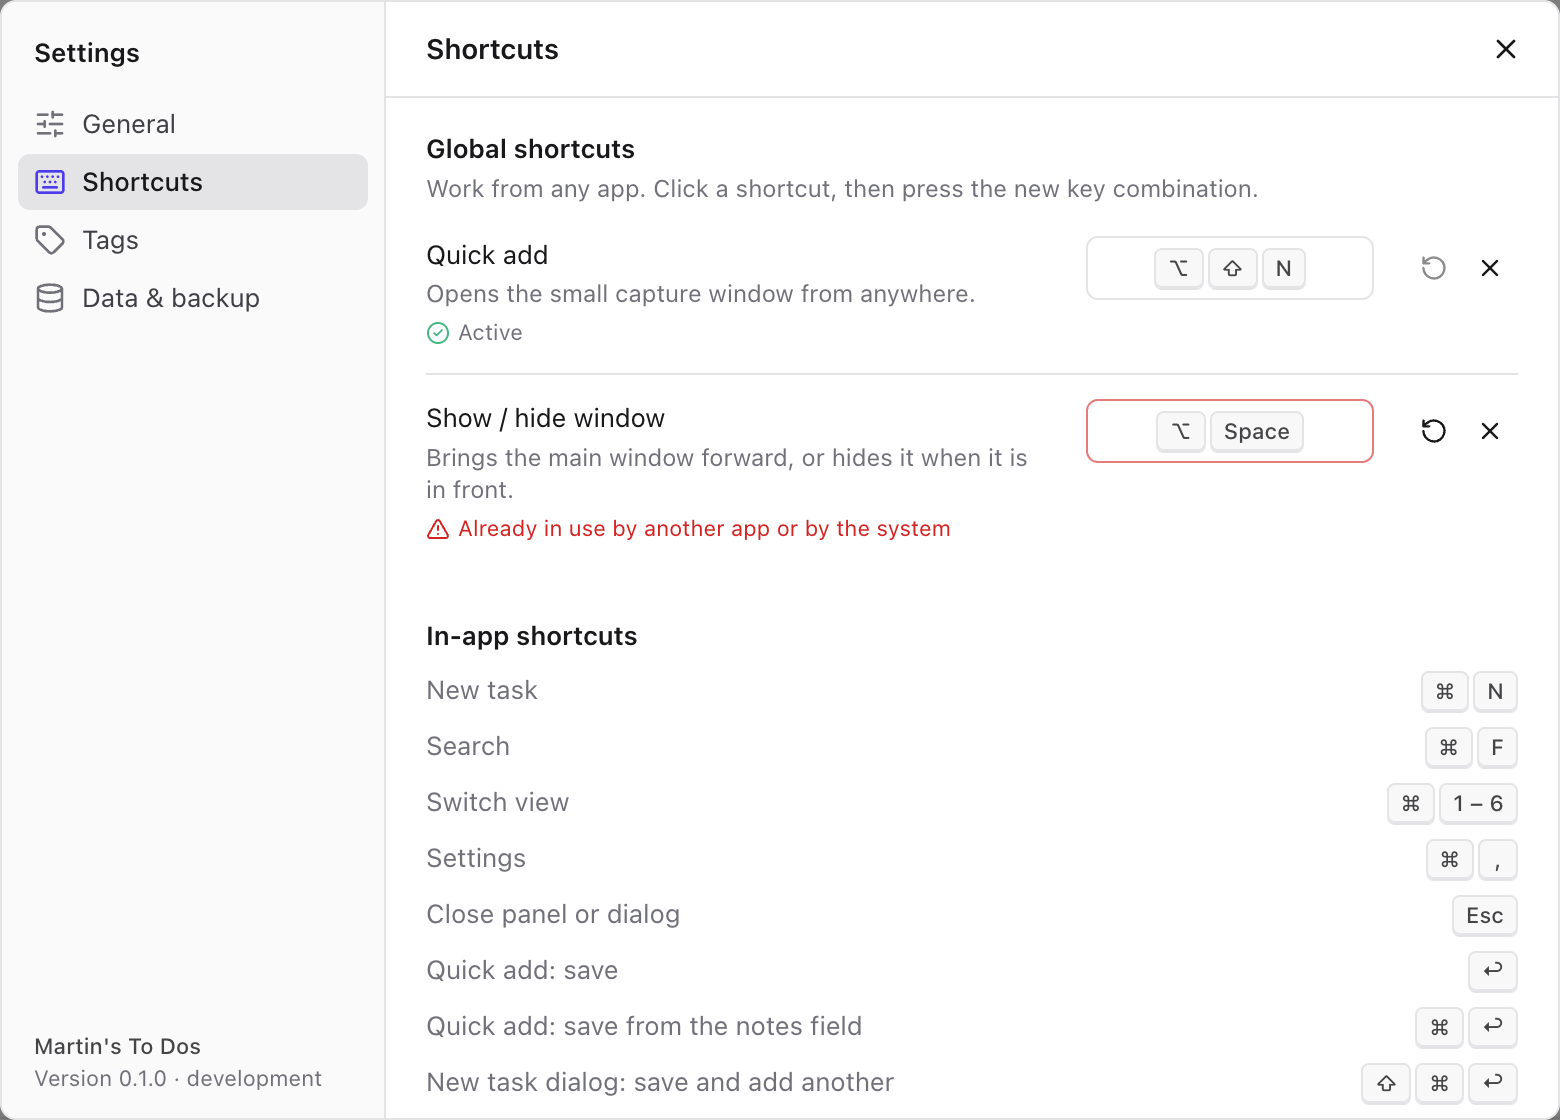 Settings
General
Shortcuts
Tags
Data & backup
Martin's To Dos
Version 0.1.0 · development
Shortcuts
Global shortcuts
Work from any app. Click a shortcut, then press the new key combination.
Quick add
⌥ ⇧ N
Opens the small capture window from anywhere.
Active
Show / hide window
⌥ Space
Brings the main window forward, or hides it when it is
in front.
Already in use by another app or by the system
In-app shortcuts
New task ⌘ N
Search ⌘ F
Switch view ⌘ 1 – 6
Settings ⌘ ,
Close panel or dialog Esc
Quick add: save ↩
Quick add: save from the notes field ⌘ ↩
New task dialog: save and add another ⇧ ⌘ ↩